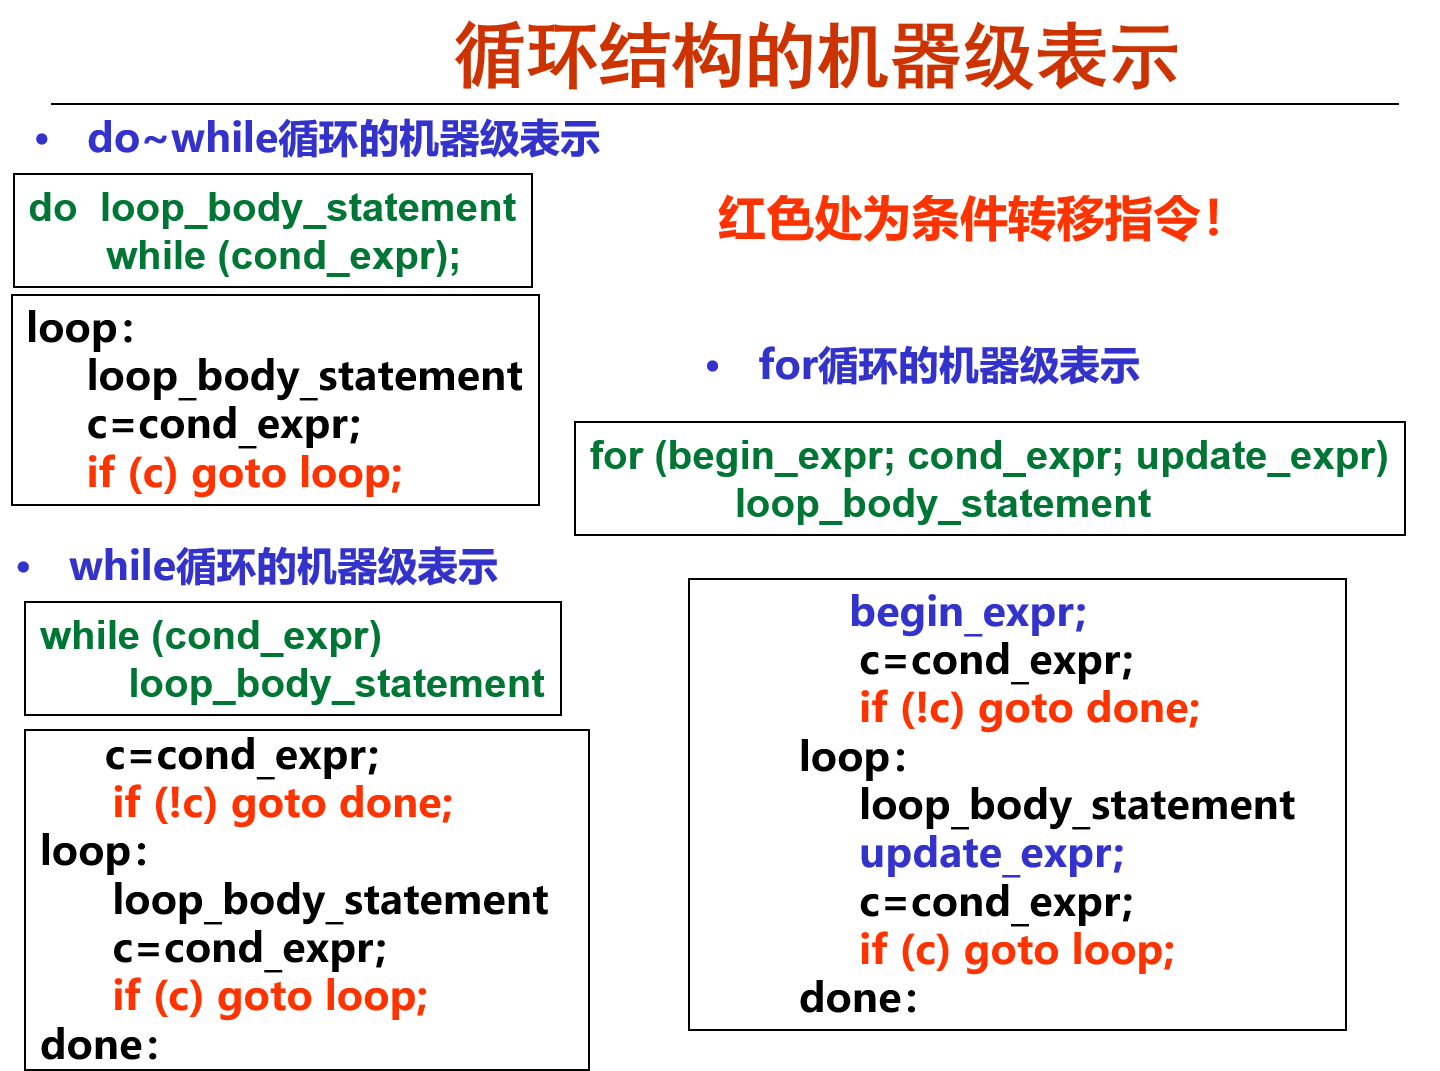 循环结构的机器级表示
• do~while循环的机器级表示
do loop_body_statement
while (cond_expr);
loop:
loop_body_statement
c=cond_expr;
if (c) goto loop;
• while循环的机器级表示
while (cond_expr)
loop_body_statement
c=cond_expr;
if (!c) goto done;
loop:
loop_body_statement
c=cond_expr;
if (c) goto loop;
done:
红色处为条件转移指令!
• for循环的机器级表示
for (begin_expr; cond_expr; update_expr)
loop_body_statement
begin_expr;
c=cond_expr;
if (!c) goto done;
loop:
loop_body_statement
update_expr;
c=cond_expr;
if (c) goto loop;
done: